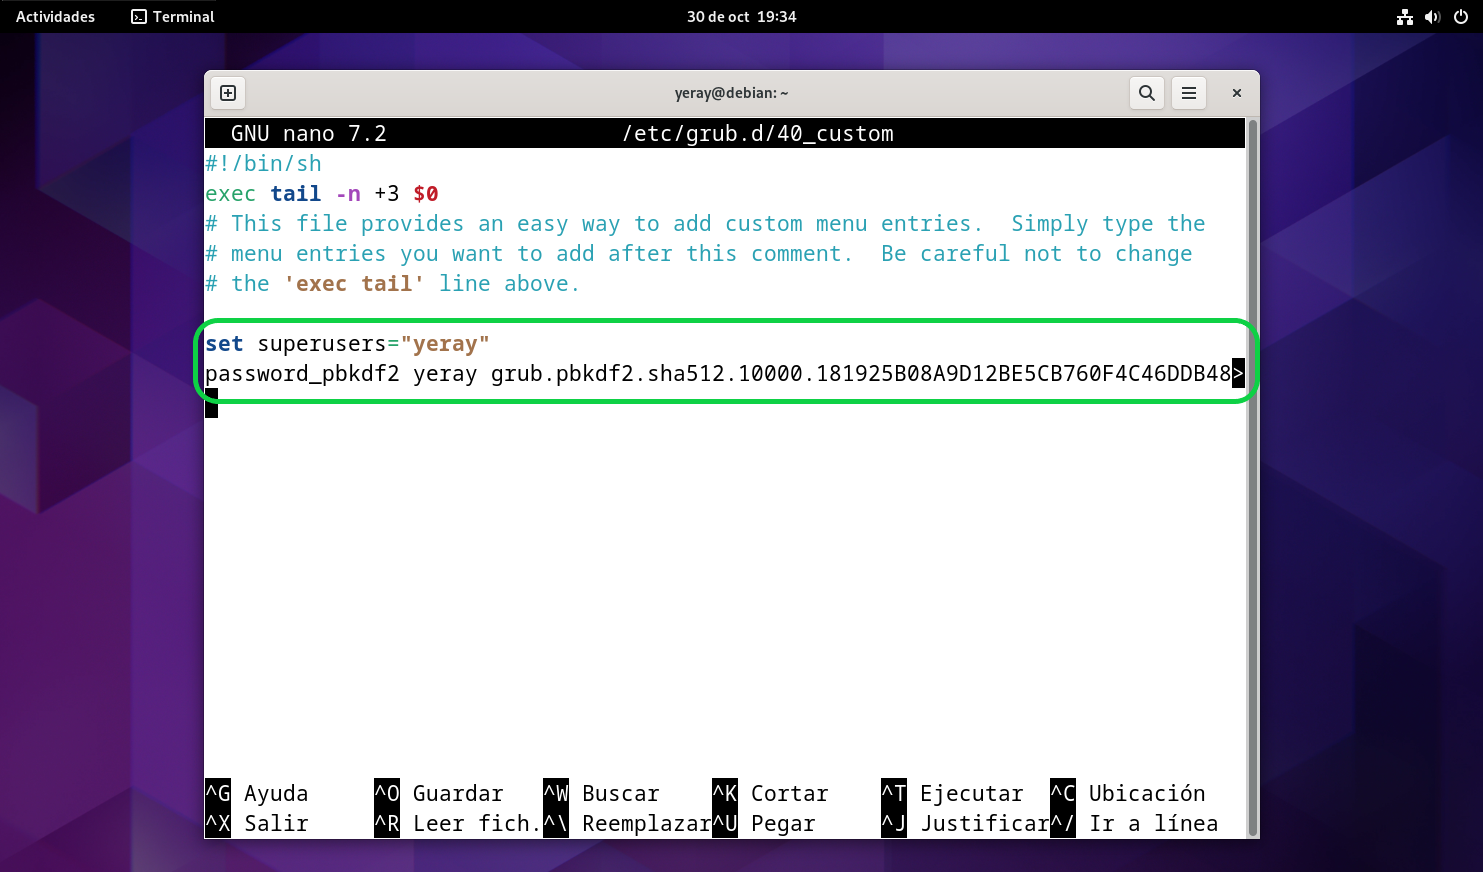 Actividades Terminal 30 de oct 19:34
yeray@debian: ~
GNU nano 7.2 /etc/grub.d/40_custom
#!/bin/sh
exec tail -n +3 $0
# This file provides an easy way to add custom menu entries.  Simply type the
# menu entries you want to add after this comment.  Be careful not to change
# the 'exec tail' line above.
set superusers="yeray"
password_pbkdf2 yeray grub.pbkdf2.sha512.10000.181925B08A9D12BE5CB760F4C46DDB48>
^G Ayuda ^O Guardar ^W Buscar ^K Cortar ^T Ejecutar ^C Ubicación
^X Salir ^R Leer fich. ^\ Reemplazar ^U Pegar ^J Justificar ^/ Ir a línea